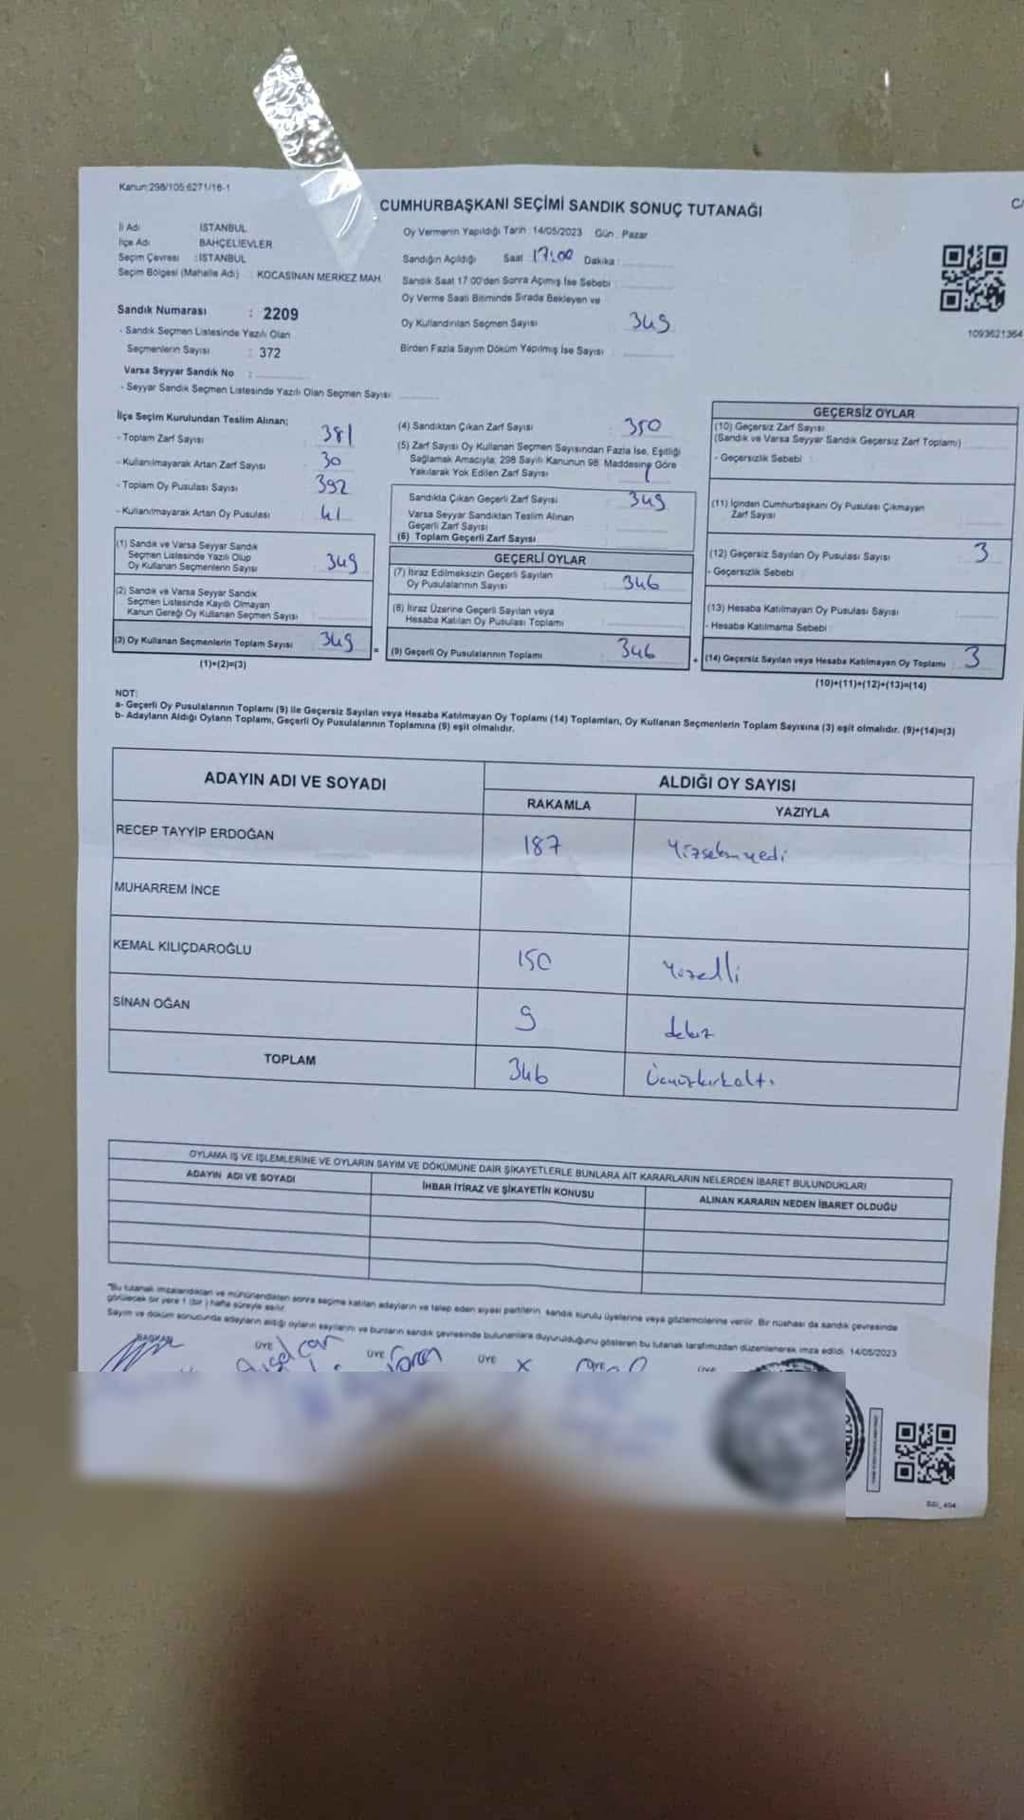 Kanun:298/105 6271/16-1
CUMHURBAŞKANI SEÇİMİ SANDIK SONUÇ TUTANAĞI
C/
İl Adı : İSTANBUL
İlçe Adı : BAHÇELİEVLER
Seçim Çevresi : İSTANBUL
Seçim Bölgesi (Mahalle Adı) : KOCASİNAN MERKEZ MAH
Oy Vermenin Yapıldığı Tarih : 14/05/2023 Gün : Pazar
Sandığın Açıldığı Saat 17:00 Dakika :
Sandık Saat 17:00'den Sonra Açılmış İse Sebebi :
Oy Verme Saati Bitiminde Sırada Bekleyen ve
Oy Kullandırılan Seçmen Sayısı 349
Birden Fazla Sayım Döküm Yapılmış İse Sayısı :
1093621364
Sandık Numarası : 2209
- Sandık Seçmen Listesinde Yazılı Olan
Seçmenlerin Sayısı : 372
Varsa Seyyar Sandık No :
- Seyyar Sandık Seçmen Listesinde Yazılı Olan Seçmen Sayısı
İlçe Seçim Kurulundan Teslim Alınan;
- Toplam Zarf Sayısı 381
- Kullanılmayarak Artan Zarf Sayısı 30
- Toplam Oy Pusulası Sayısı 392
- Kullanılmayarak Artan Oy Pusulası 41
(1) Sandık ve Varsa Seyyar Sandık
Seçmen Listesinde Yazılı Olup
Oy Kullanan Seçmenlerin Sayısı 349
(2) Sandık ve Varsa Seyyar Sandık
Seçmen Listesinde Kayıtlı Olmayan
Kanun Gereği Oy Kullanan Seçmen Sayısı
(3) Oy Kullanan Seçmenlerin Toplam Sayısı 349
(1)+(2)=(3)
(4) Sandıktan Çıkan Zarf Sayısı 350
(5) Zarf Sayısı Oy Kullanan Seçmen Sayısından Fazla İse, Eşitliği
Sağlamak Amacıyla, 298 Sayılı Kanunun 98. Maddesine Göre
Yakılarak Yok Edilen Zarf Sayısı 1
Sandıkta Çıkan Geçerli Zarf Sayısı 349
Varsa Seyyar Sandıktan Teslim Alınan
Geçerli Zarf Sayısı
(6) Toplam Geçerli Zarf Sayısı
GEÇERLİ OYLAR
(7) İtiraz Edilmeksizin Geçerli Sayılan
Oy Pusulalarının Sayısı 346
(8) İtiraz Üzerine Geçerli Sayılan veya
Hesaba Katılan Oy Pusulası Toplamı
(9) Geçerli Oy Pusulalarının Toplamı 346
GEÇERSİZ OYLAR
(10) Geçersiz Zarf Sayısı
(Sandık ve Varsa Seyyar Sandık Geçersiz Zarf Toplamı)
- Geçersizlik Sebebi :
(11) İçinden Cumhurbaşkanı Oy Pusulası Çıkmayan
Zarf Sayısı
(12) Geçersiz Sayılan Oy Pusulası Sayısı 3
- Geçersizlik Sebebi :
(13) Hesaba Katılmayan Oy Pusulası Sayısı
- Hesaba Katılmama Sebebi :
(14) Geçersiz Sayılan veya Hesaba Katılmayan Oy Toplamı 3
(10)+(11)+(12)+(13)=(14)
NOT:
a- Geçerli Oy Pusulalarının Toplamı (9) ile Geçersiz Sayılan veya Hesaba Katılmayan Oy Toplamı (14) Toplamları, Oy Kullanan Seçmenlerin Toplam Sayısına (3) eşit olmalıdır. (9)+(14)=(3)
b- Adayların Aldığı Oyların Toplamı, Geçerli Oy Pusulalarının Toplamına (9) eşit olmalıdır.
ADAYIN ADI VE SOYADI ALDIĞI OY SAYISI
RAKAMLA YAZIYLA
RECEP TAYYİP ERDOĞAN 187 Yüzseksenyedi
MUHARREM İNCE
KEMAL KILIÇDAROĞLU 150 Yüzelli
SİNAN OĞAN 9 dokuz
TOPLAM 346 Üçyüzkırkaltı
OYLAMA İŞ VE İŞLEMLERİNE VE OYLARIN SAYIM VE DÖKÜMÜNE DAİR ŞİKAYETLERLE BUNLARA AİT KARARLARIN NELERDEN İBARET BULUNDUKLARI
ADAYIN ADI VE SOYADI İHBAR İTİRAZ VE ŞİKAYETİN KONUSU ALINAN KARARIN NEDEN İBARET OLDUĞU
"Bu tutanak imzalandıktan ve mühürlendikten sonra seçime katılan adayların ve talep eden siyasi partilerin sandık kurulu üyelerine veya gözlemcilerine verilir. Bir nüshası da sandık çevresinde
görülecek bir yere 1 (bir) hafta süreyle asılır.
Sayım ve döküm sonucunda adayların aldığı oyların sayılarını ve bunların sandık çevresinde bulunanlara duyurulduğunu gösteren bu tutanak tarafımızdan düzenlenerek imza edildi. 14/05/2023
BAŞKAN ÜYE ÜYE ÜYE ÜYE